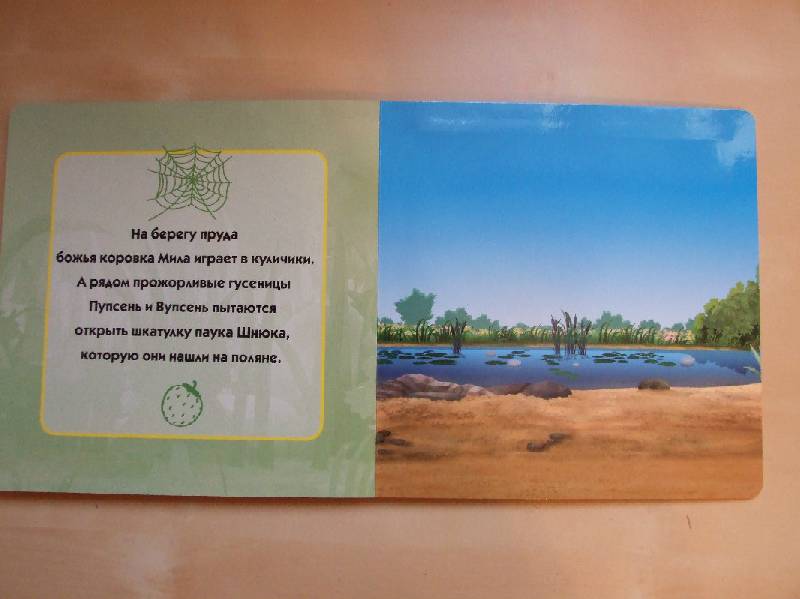 На берегу пруда
божья коровка Мила играет в куличики.
А рядом прожорливые гусеницы
Пупсень и Вупсень пытаются
открыть шкатулку паука Шнюка,
которую они нашли на поляне.